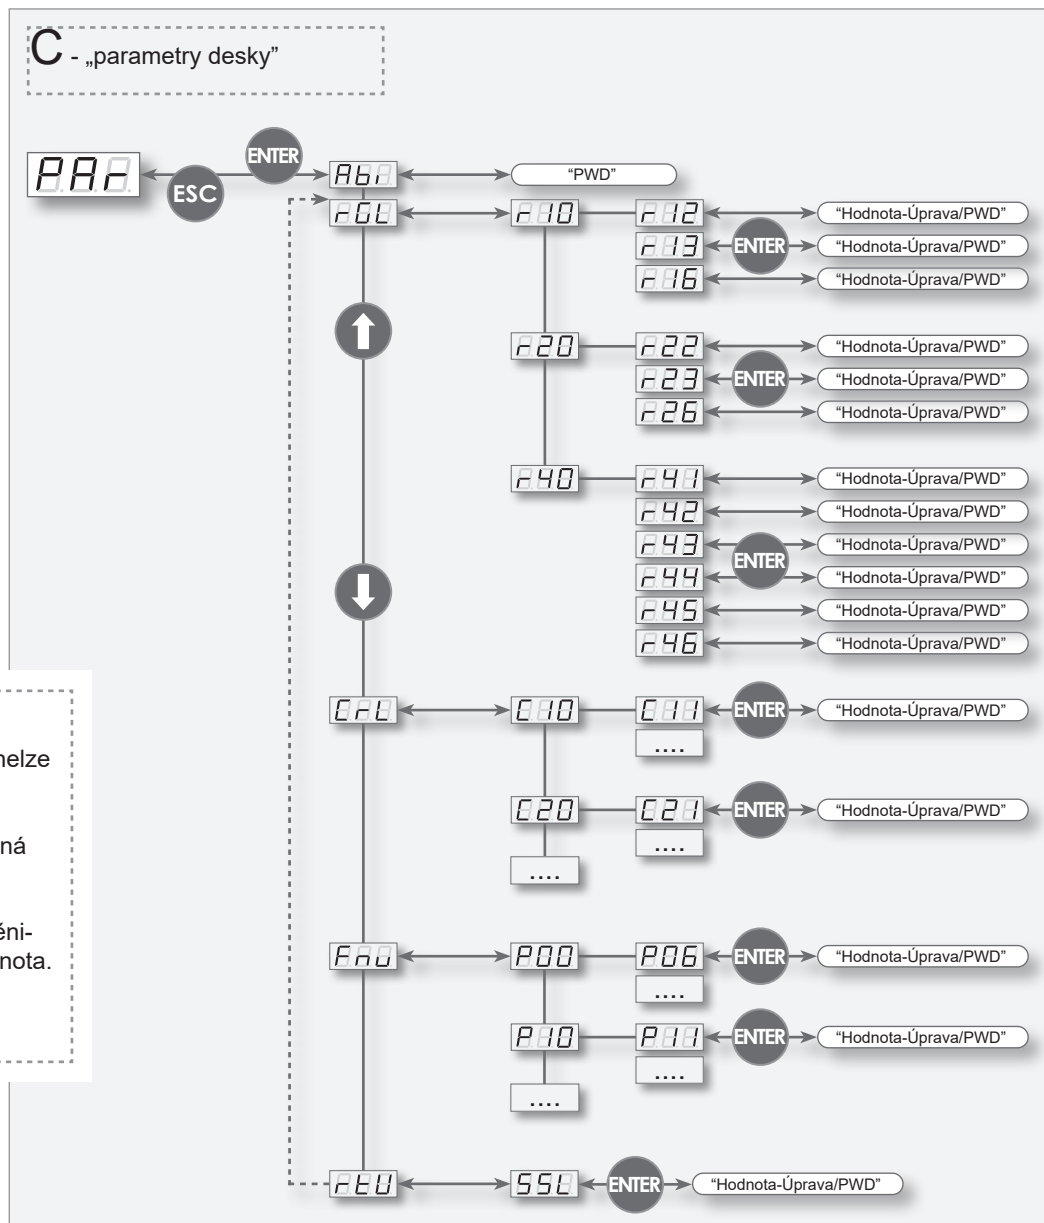 C - „parametry desky”
PAr
ESC
ENTER
Abi
“PWD”
rGL
r10
r12
“Hodnota-Úprava/PWD”
r13
ENTER
“Hodnota-Úprava/PWD”
r16
“Hodnota-Úprava/PWD”
r20
r22
“Hodnota-Úprava/PWD”
r23
ENTER
“Hodnota-Úprava/PWD”
r26
“Hodnota-Úprava/PWD”
r40
r41
“Hodnota-Úprava/PWD”
r42
“Hodnota-Úprava/PWD”
r43
“Hodnota-Úprava/PWD”
ENTER
r44
“Hodnota-Úprava/PWD”
r45
“Hodnota-Úprava/PWD”
r46
“Hodnota-Úprava/PWD”
CrL
C10
C11
ENTER
“Hodnota-Úprava/PWD”
....
C20
C21
ENTER
“Hodnota-Úprava/PWD”
....
....
nelze
ná
éni-
nota.
Fnu
P00
P06
ENTER
“Hodnota-Úprava/PWD”
....
P10
P11
ENTER
“Hodnota-Úprava/PWD”
....
....
rtU
SSL
ENTER
“Hodnota-Úprava/PWD”